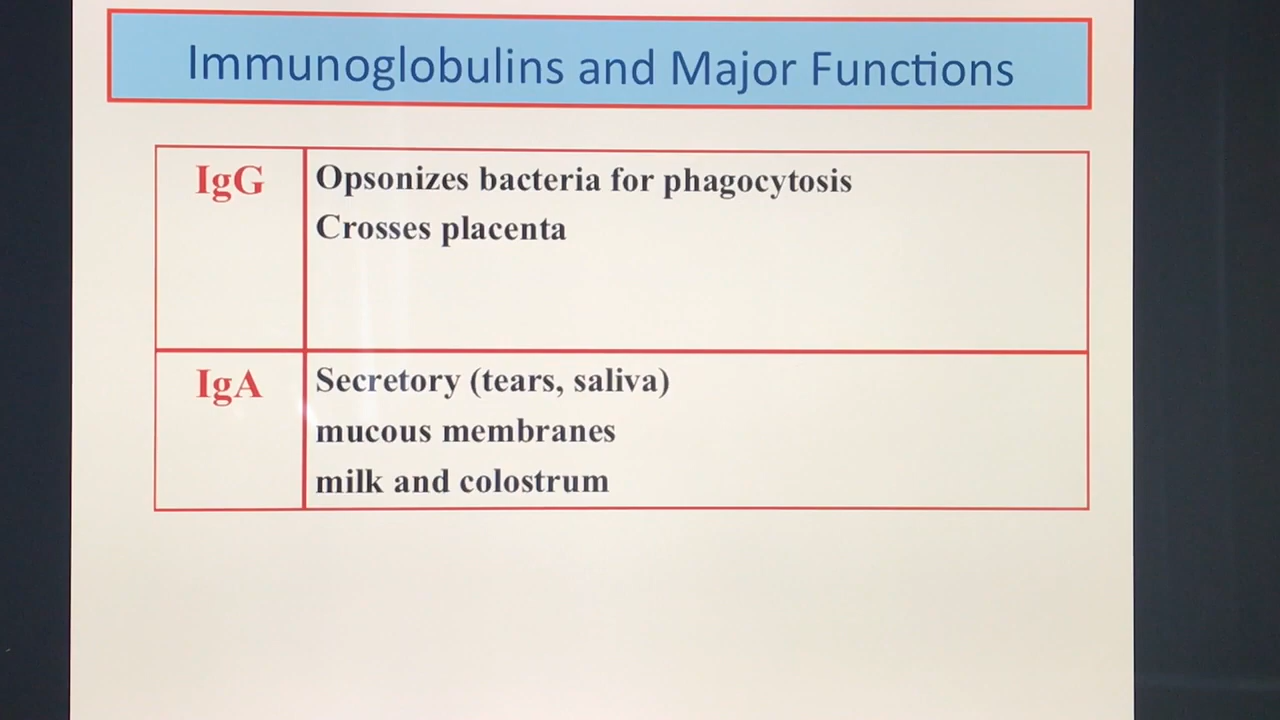 Immunoglobulins and Major Functions
IgG
Opsonizes bacteria for phagocytosis
Crosses placenta
IgA
Secretory (tears, saliva)
mucous membranes
milk and colostrum